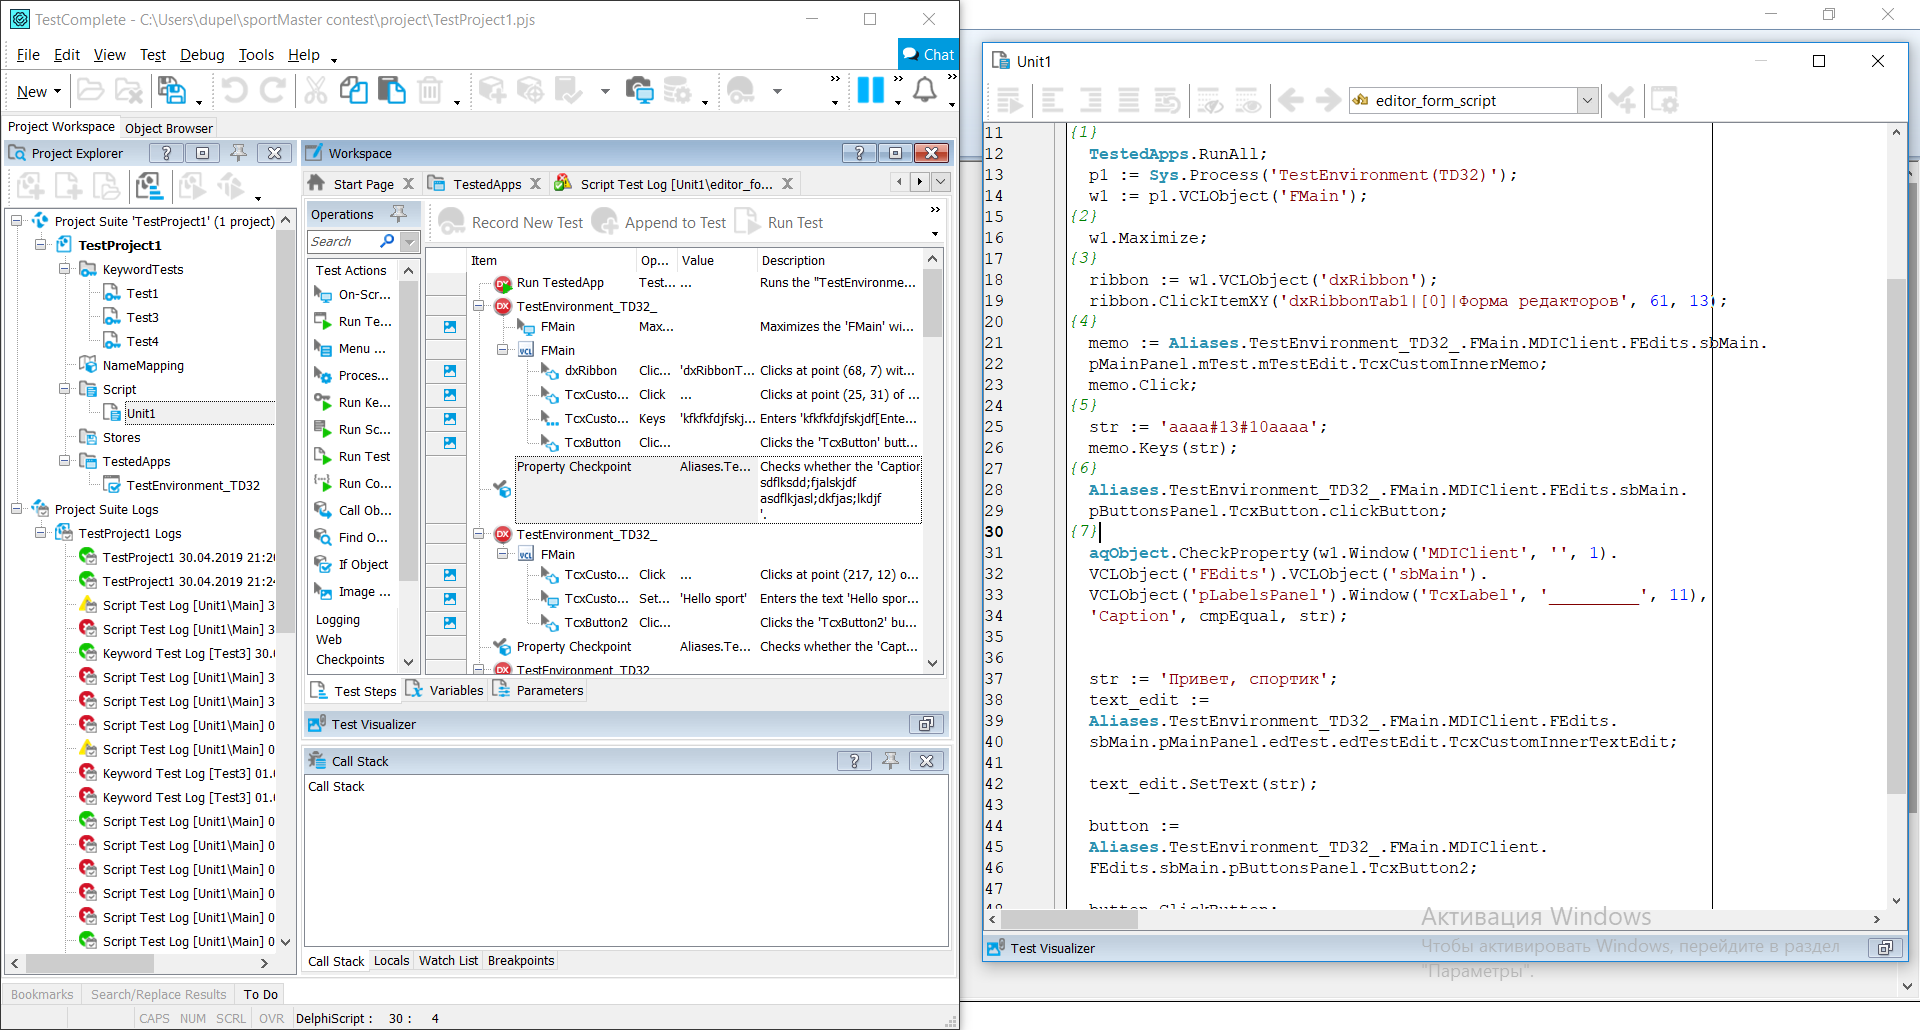 TestComplete - C:\Users\dupel\sportMaster contest\project\TestProject1.pjs
File Edit View Test Debug Tools Help
Chat
New
Project Workspace Object Browser
Project Explorer
Project Suite 'TestProject1' (1 project)
TestProject1
KeywordTests
Test1
Test3
Test4
NameMapping
Script
Unit1
Stores
TestedApps
TestEnvironment_TD32
Project Suite Logs
TestProject1 Logs
TestProject1 30.04.2019 21:20
TestProject1 30.04.2019 21:24
Script Test Log [Unit1\Main] 3
Script Test Log [Unit1\Main] 3
Keyword Test Log [Test3] 30.
Script Test Log [Unit1\Main] 3
Script Test Log [Unit1\Main] 3
Script Test Log [Unit1\Main] 0
Script Test Log [Unit1\Main] 0
Keyword Test Log [Test3] 01.
Keyword Test Log [Test3] 01.
Script Test Log [Unit1\Main] 0
Script Test Log [Unit1\Main] 0
Script Test Log [Unit1\Main] 0
Script Test Log [Unit1\Main] 0
Script Test Log [Unit1\Main] 0
Script Test Log [Unit1\Main] 0
Workspace
Start Page TestedApps Script Test Log [Unit1\editor_fo...
Operations
Record New Test Append to Test Run Test
Search
Test Actions
On-Scr...
Run Te...
Menu ...
Proces...
Run Ke...
Run Sc...
Run Test
Run Co...
Call Ob...
Find O...
If Object
Image ...
Logging
Web
Checkpoints
Item Op... Value Description
Run TestedApp Test... ... Runs the "TestEnvironme...
TestEnvironment_TD32_
FMain Max... Maximizes the 'FMain' wi...
FMain
dxRibbon Clic... 'dxRibbonT... Clicks at point (68, 7) wit...
TcxCusto... Click ... Clicks at point (25, 31) of ...
TcxCusto... Keys 'kfkfkfdjfskj... Enters 'kfkfkfdjfskjdf[Ente...
TcxButton Clic... Clicks the 'TcxButton' butt...
Property Checkpoint Aliases.Te... Checks whether the 'Caption
sdflksdd;fjalskjdf
asdflkjasl;dkfjas;lkdjf
'.
TestEnvironment_TD32_
FMain
TcxCusto... Click ... Clicks at point (217, 12) o...
TcxCusto... Set... 'Hello sport' Enters the text 'Hello spor...
TcxButton2 Clic... Clicks the 'TcxButton2' bu...
Property Checkpoint Aliases.Te... Checks whether the 'Capt...
TestEnvironment_TD32_
Test Steps Variables Parameters
Test Visualizer
Call Stack
Call Stack
Call Stack Locals Watch List Breakpoints
Bookmarks Search/Replace Results To Do
CAPS NUM SCRL OVR DelphiScript : 30 : 4
Unit1
editor_form_script
11 {1}
12 TestedApps.RunAll;
13 p1 := Sys.Process('TestEnvironment(TD32)');
14 w1 := p1.VCLObject('FMain');
15 {2}
16 w1.Maximize;
17 {3}
18 ribbon := w1.VCLObject('dxRibbon');
19 ribbon.ClickItemXY('dxRibbonTab1|[0]|Форма редакторов', 61, 13);
20 {4}
21 memo := Aliases.TestEnvironment_TD32_.FMain.MDIClient.FEdits.sbMain.
22 pMainPanel.mTest.mTestEdit.TcxCustomInnerMemo;
23 memo.Click;
24 {5}
25 str := 'aaaa#13#10aaaa';
26 memo.Keys(str);
27 {6}
28 Aliases.TestEnvironment_TD32_.FMain.MDIClient.FEdits.sbMain.
29 pButtonsPanel.TcxButton.clickButton;
30 {7}
31 aqObject.CheckProperty(w1.Window('MDIClient', '', 1).
32 VCLObject('FEdits').VCLObject('sbMain').
33 VCLObject('pLabelsPanel').Window('TcxLabel', '_________', 11),
34 'Caption', cmpEqual, str);
35
36
37 str := 'Привет, спортик';
38 text_edit :=
39 Aliases.TestEnvironment_TD32_.FMain.MDIClient.FEdits.
40 sbMain.pMainPanel.edTest.edTestEdit.TcxCustomInnerTextEdit;
41
42 text_edit.SetText(str);
43
44 button :=
45 Aliases.TestEnvironment_TD32_.FMain.MDIClient.
46 FEdits.sbMain.pButtonsPanel.TcxButton2;
47
48 button.ClickButton;
Активация Windows
Чтобы активировать Windows, перейдите в раздел
"Параметры".
Test Visualizer